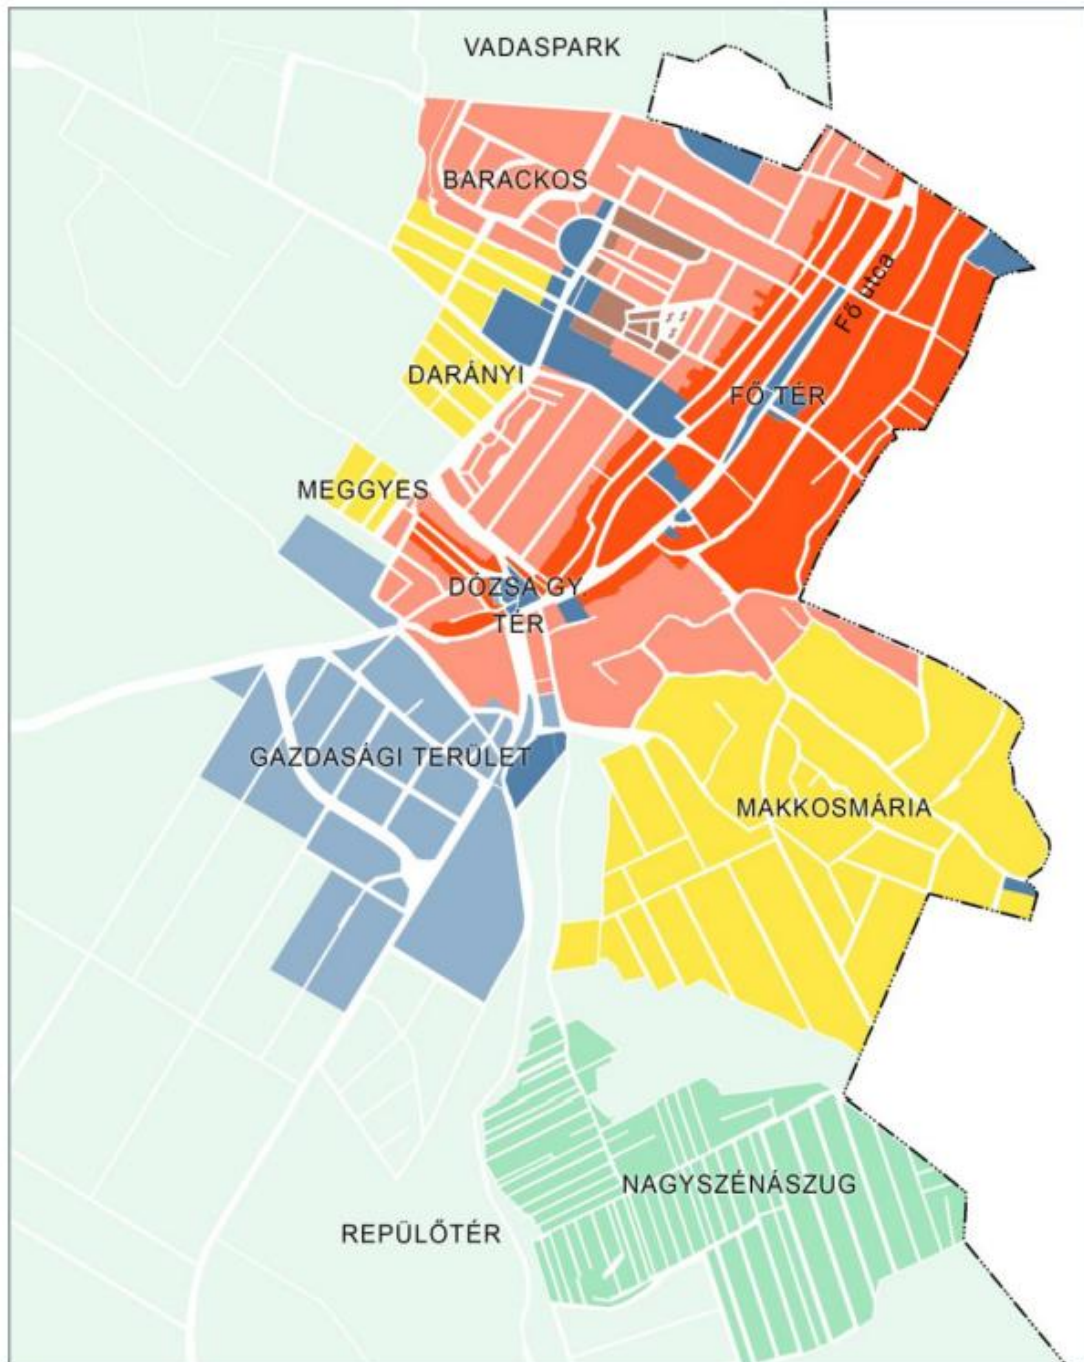 VADASPARK
BARACKOS
Fő utca
DARÁNYI
FŐ TÉR
MEGGYES
DÓZSA GY
TÉR
GAZDASÁGI TERÜLET
MAKKOSMÁRIA
NAGYSZÉNÁSZUG
REPÜLŐTÉR